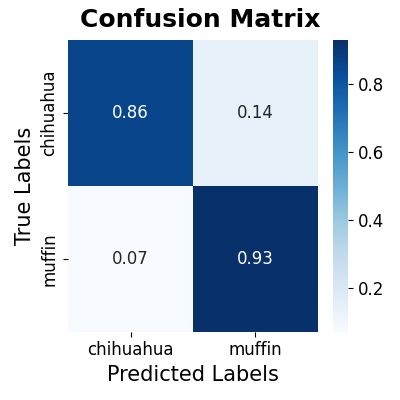 Confusion Matrix
True Labels
chihuahua
0.86
0.14
muffin
0.07
0.93
chihuahua
muffin
Predicted Labels
0.8
0.6
0.4
0.2